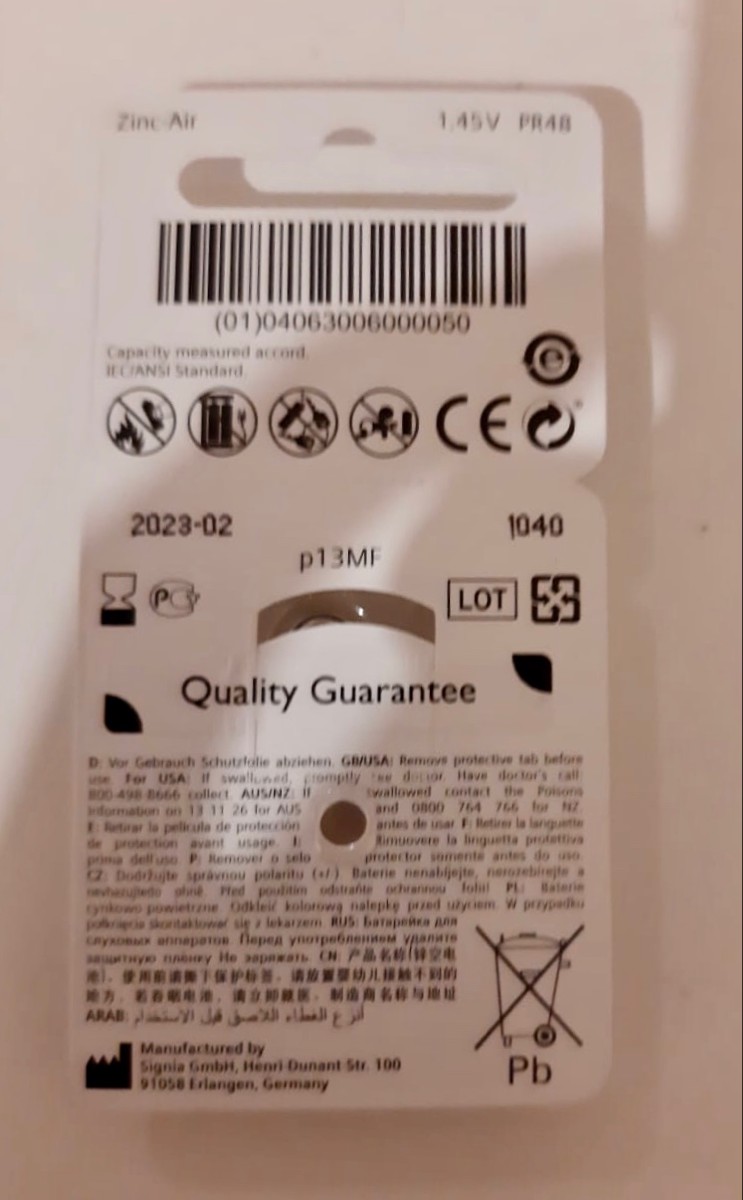 Zinc-Air 1.45V PR48
(01)04063006000050
Capacity measured accord.
IEC/ANSI Standard.
e
CE
2023-02 1040
p13MF
LOT
Quality Guarantee
D: Vor Gebrauch Schutzfolie abziehen. GB/USA: Remove protective tab before
use. For USA: If swallowed, promptly see doctor. Have doctor's call
800-498-8666 collect. AUS/NZ: If swallowed contact the Poisons
Information on 13 11 26 for AUS and 0800 764 766 for NZ.
E: Retirar la película de protección antes de usar F: Retirer la languette
de protection avant usage. I: Rimuovere la linguetta protettiva
prima dell'uso. P: Remover o selo protector somente antes do uso.
CZ: Dodržujte správnou polaritu (+/-) Baterie nenabíjejte, nerozebírejte a
nevhazujte do ohně. Před použitím odstraňte ochrannou folii! PL: Baterie
cynkowo powietrzne. Odkleić kolorową nalepkę przed użyciem. W przypadku
połknięcia skontaktować się z lekarzem. RUS: Батарейка для
слуховых аппаратов. Перед употреблением удалите
защитную плёнку Не заряжать. CN: 产品名称(锌空电
池)。使用前请撕下保护标签。请放置婴幼儿接触不到的
地方。若吞咽电池，请立即就医。制造商名称与地址
ARAB: أنزع الغطاء اللاصق قبل الاستخدام
Manufactured by
Signia GmbH, Henri-Dunant-Str. 100
91058 Erlangen, Germany
Pb